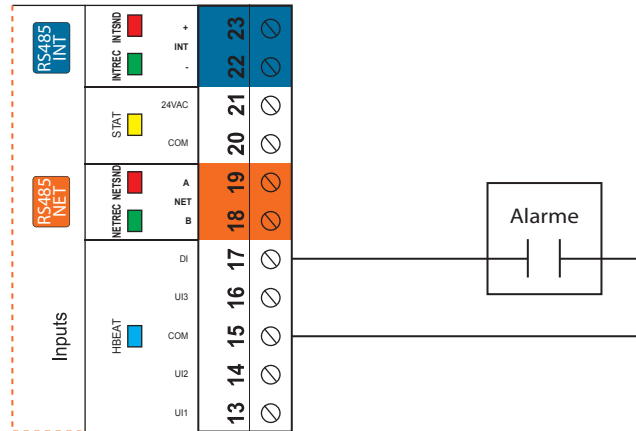 RS485
INT
INTREC INTSND
+
INT
-
23
22
STAT
24VAC
COM
21
20
RS485
NET
NETREC NETSND
A
NET
B
19
18
Alarme
Inputs
HBEAT
DI
17
UI3
16
COM
15
UI2
14
UI1
13